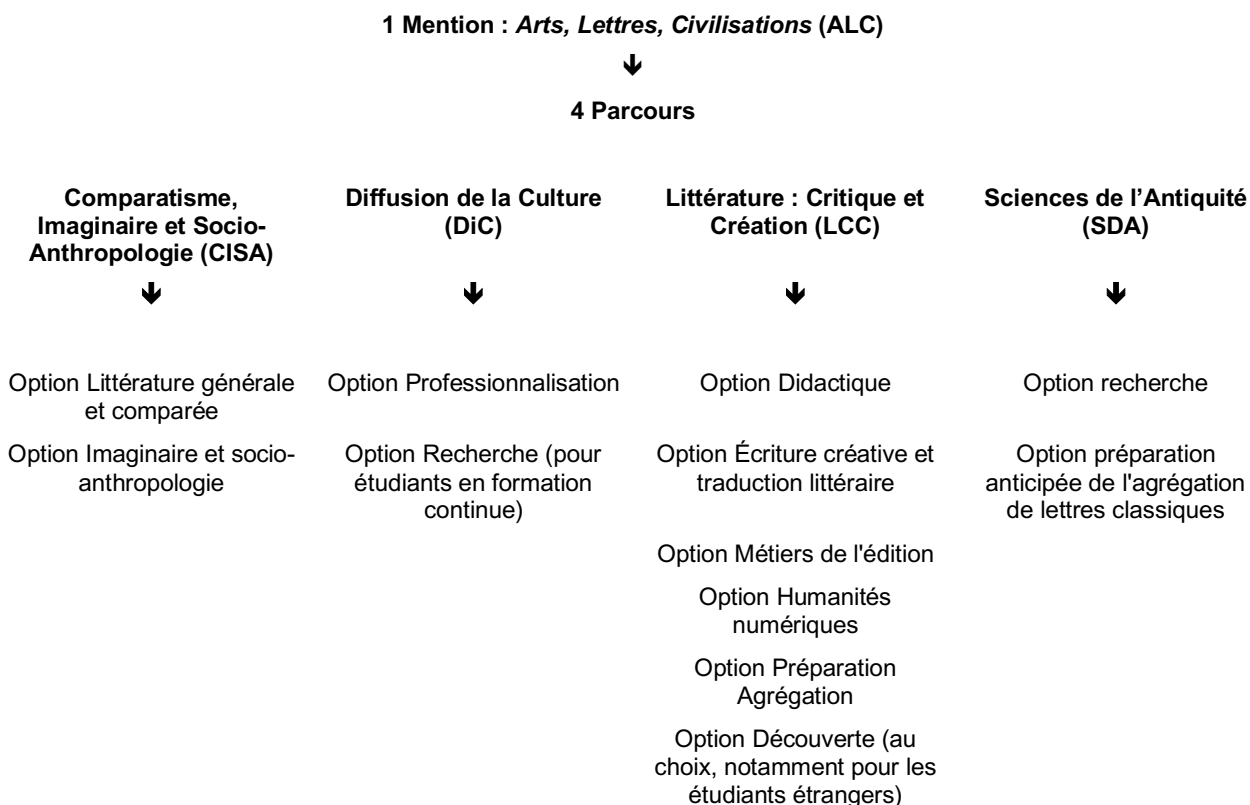 1 Mention : Arts, Lettres, Civilisations (ALC)
4 Parcours
Comparatisme,
Imaginaire et Socio-
Anthropologie (CISA)
Diffusion de la Culture
(DiC)
Littérature : Critique et
Création (LCC)
Sciences de l’Antiquité
(SDA)
Option Littérature générale
et comparée
Option Professionnalisation
Option Didactique
Option recherche
Option Imaginaire et socio-
anthropologie
Option Recherche (pour
étudiants en formation
continue)
Option Écriture créative et
traduction littéraire
Option préparation
anticipée de l'agrégation
de lettres classiques
Option Métiers de l'édition
Option Humanités
numériques
Option Préparation
Agrégation
Option Découverte (au
choix, notamment pour les
étudiants étrangers)